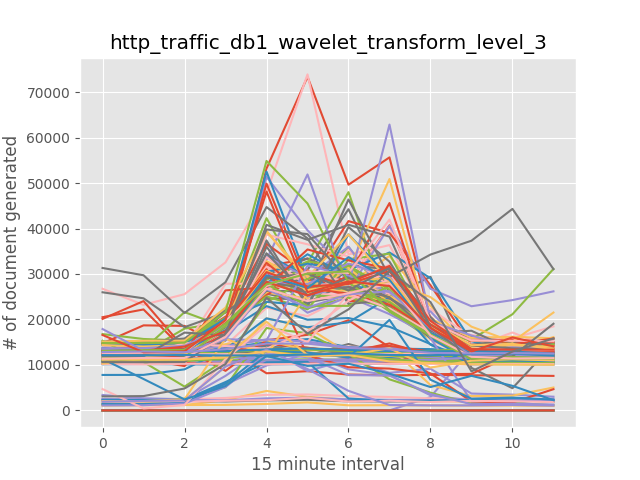 http_traffic_db1_wavelet_transform_level_3
# of document generated
70000
60000
50000
40000
30000
20000
10000
0
0 2 4 6 8 10
15 minute interval